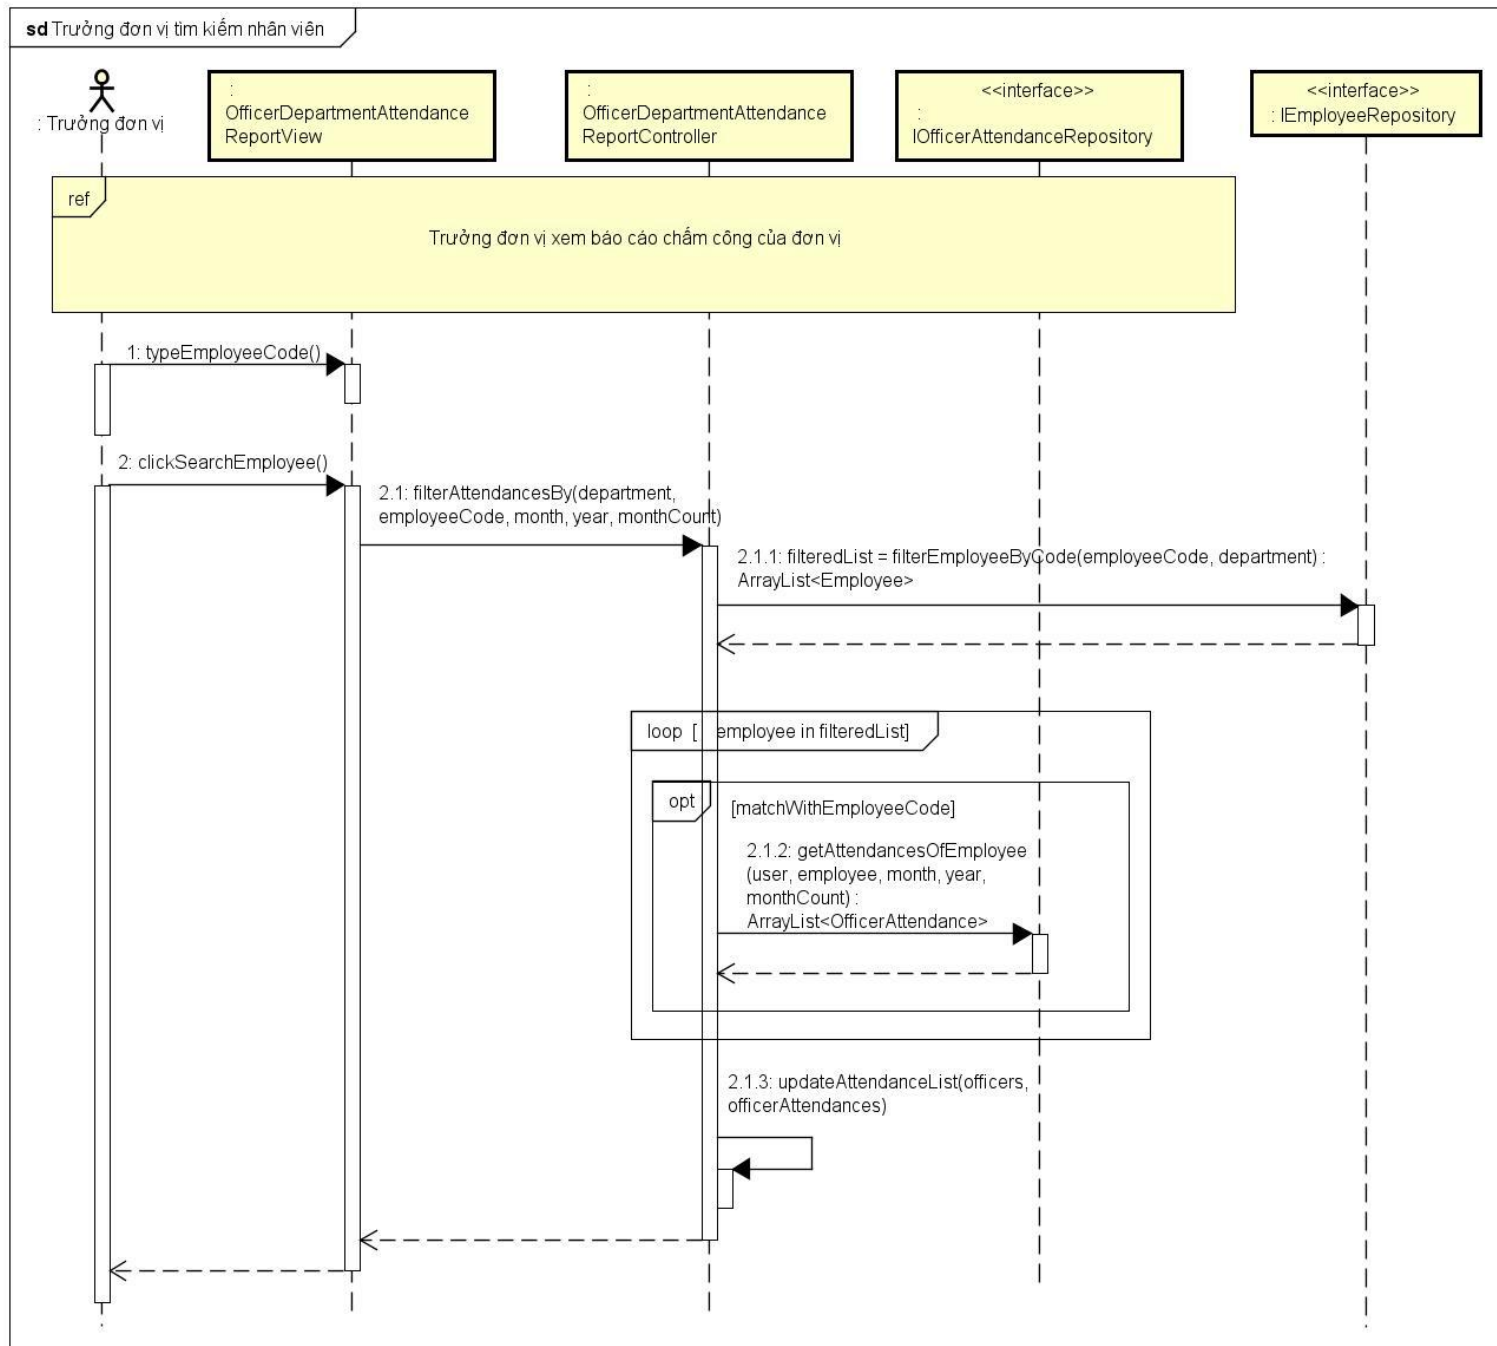 sd Trưởng đơn vị tìm kiếm nhân viên
: Trưởng đơn vị
:
OfficerDepartmentAttendance
ReportView
:
OfficerDepartmentAttendance
ReportController
<<interface>>
:
IOfficerAttendanceRepository
<<interface>>
: IEmployeeRepository
ref
Trưởng đơn vị xem báo cáo chấm công của đơn vị
1: typeEmployeeCode()
2: clickSearchEmployee()
2.1: filterAttendancesBy(department,
employeeCode, month, year, monthCount)
2.1.1: filteredList = filterEmployeeByCode(employeeCode, department) :
ArrayList<Employee>
loop [ employee in filteredList]
opt
[matchWithEmployeeCode]
2.1.2: getAttendancesOfEmployee
(user, employee, month, year,
monthCount) :
ArrayList<OfficerAttendance>
2.1.3: updateAttendanceList(officers,
officerAttendances)